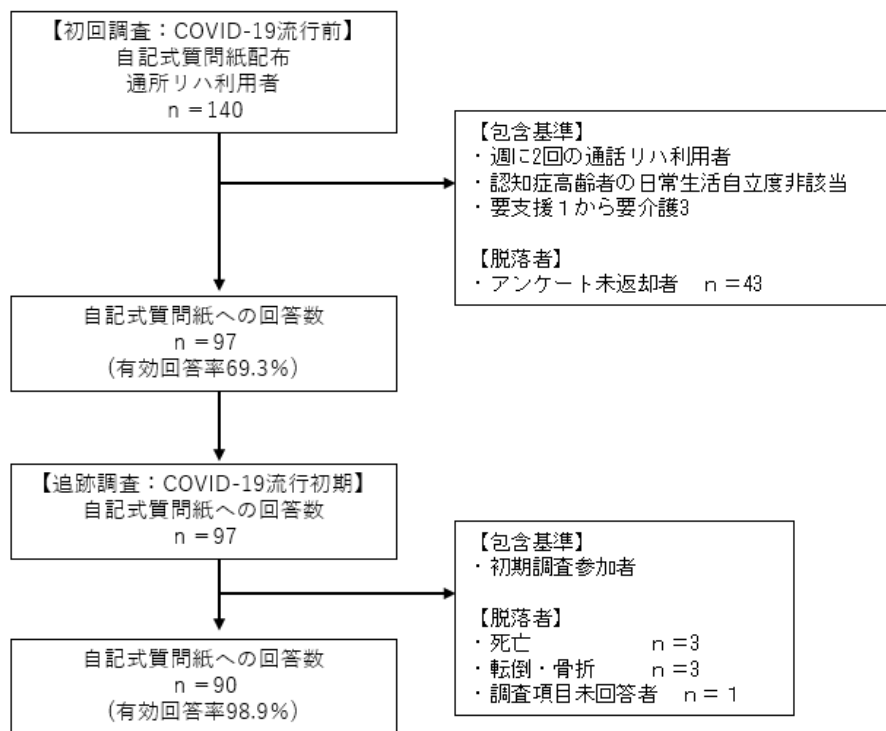 【初回調査：COVID-19流行前】
自記式質問紙配布
通所リハ利用者
n＝140
【包含基準】
・週に2回の通話リハ利用者
・認知症高齢者の日常生活自立度非該当
・要支援１から要介護3
【脱落者】
・アンケート未返却者　n＝43
自記式質問紙への回答数
n＝97
(有効回答率69.3%)
【追跡調査：COVID-19流行初期】
自記式質問紙への回答数
n＝97
【包含基準】
・初期調査参加者
【脱落者】
・死亡　n＝3
・転倒・骨折　n＝3
・調査項目未回答者　n＝1
自記式質問紙への回答数
n＝90
(有効回答率98.9%)